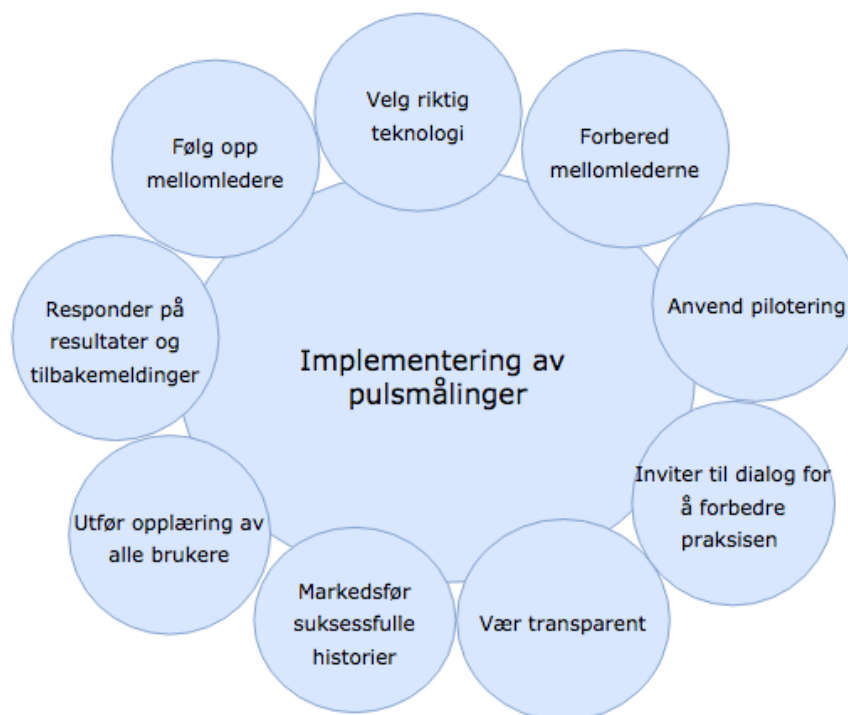 Velg riktig
teknologi
Forbered
mellomlederne
Anvend pilotering
Inviter til dialog for
å forbedre
praksisen
Vær transparent
Markedsfør
suksessfulle
historier
Utfør opplæring av
alle brukere
Responder på
resultater og
tilbakemeldinger
Følg opp
mellomledere
Implementering av
pulsmålinger